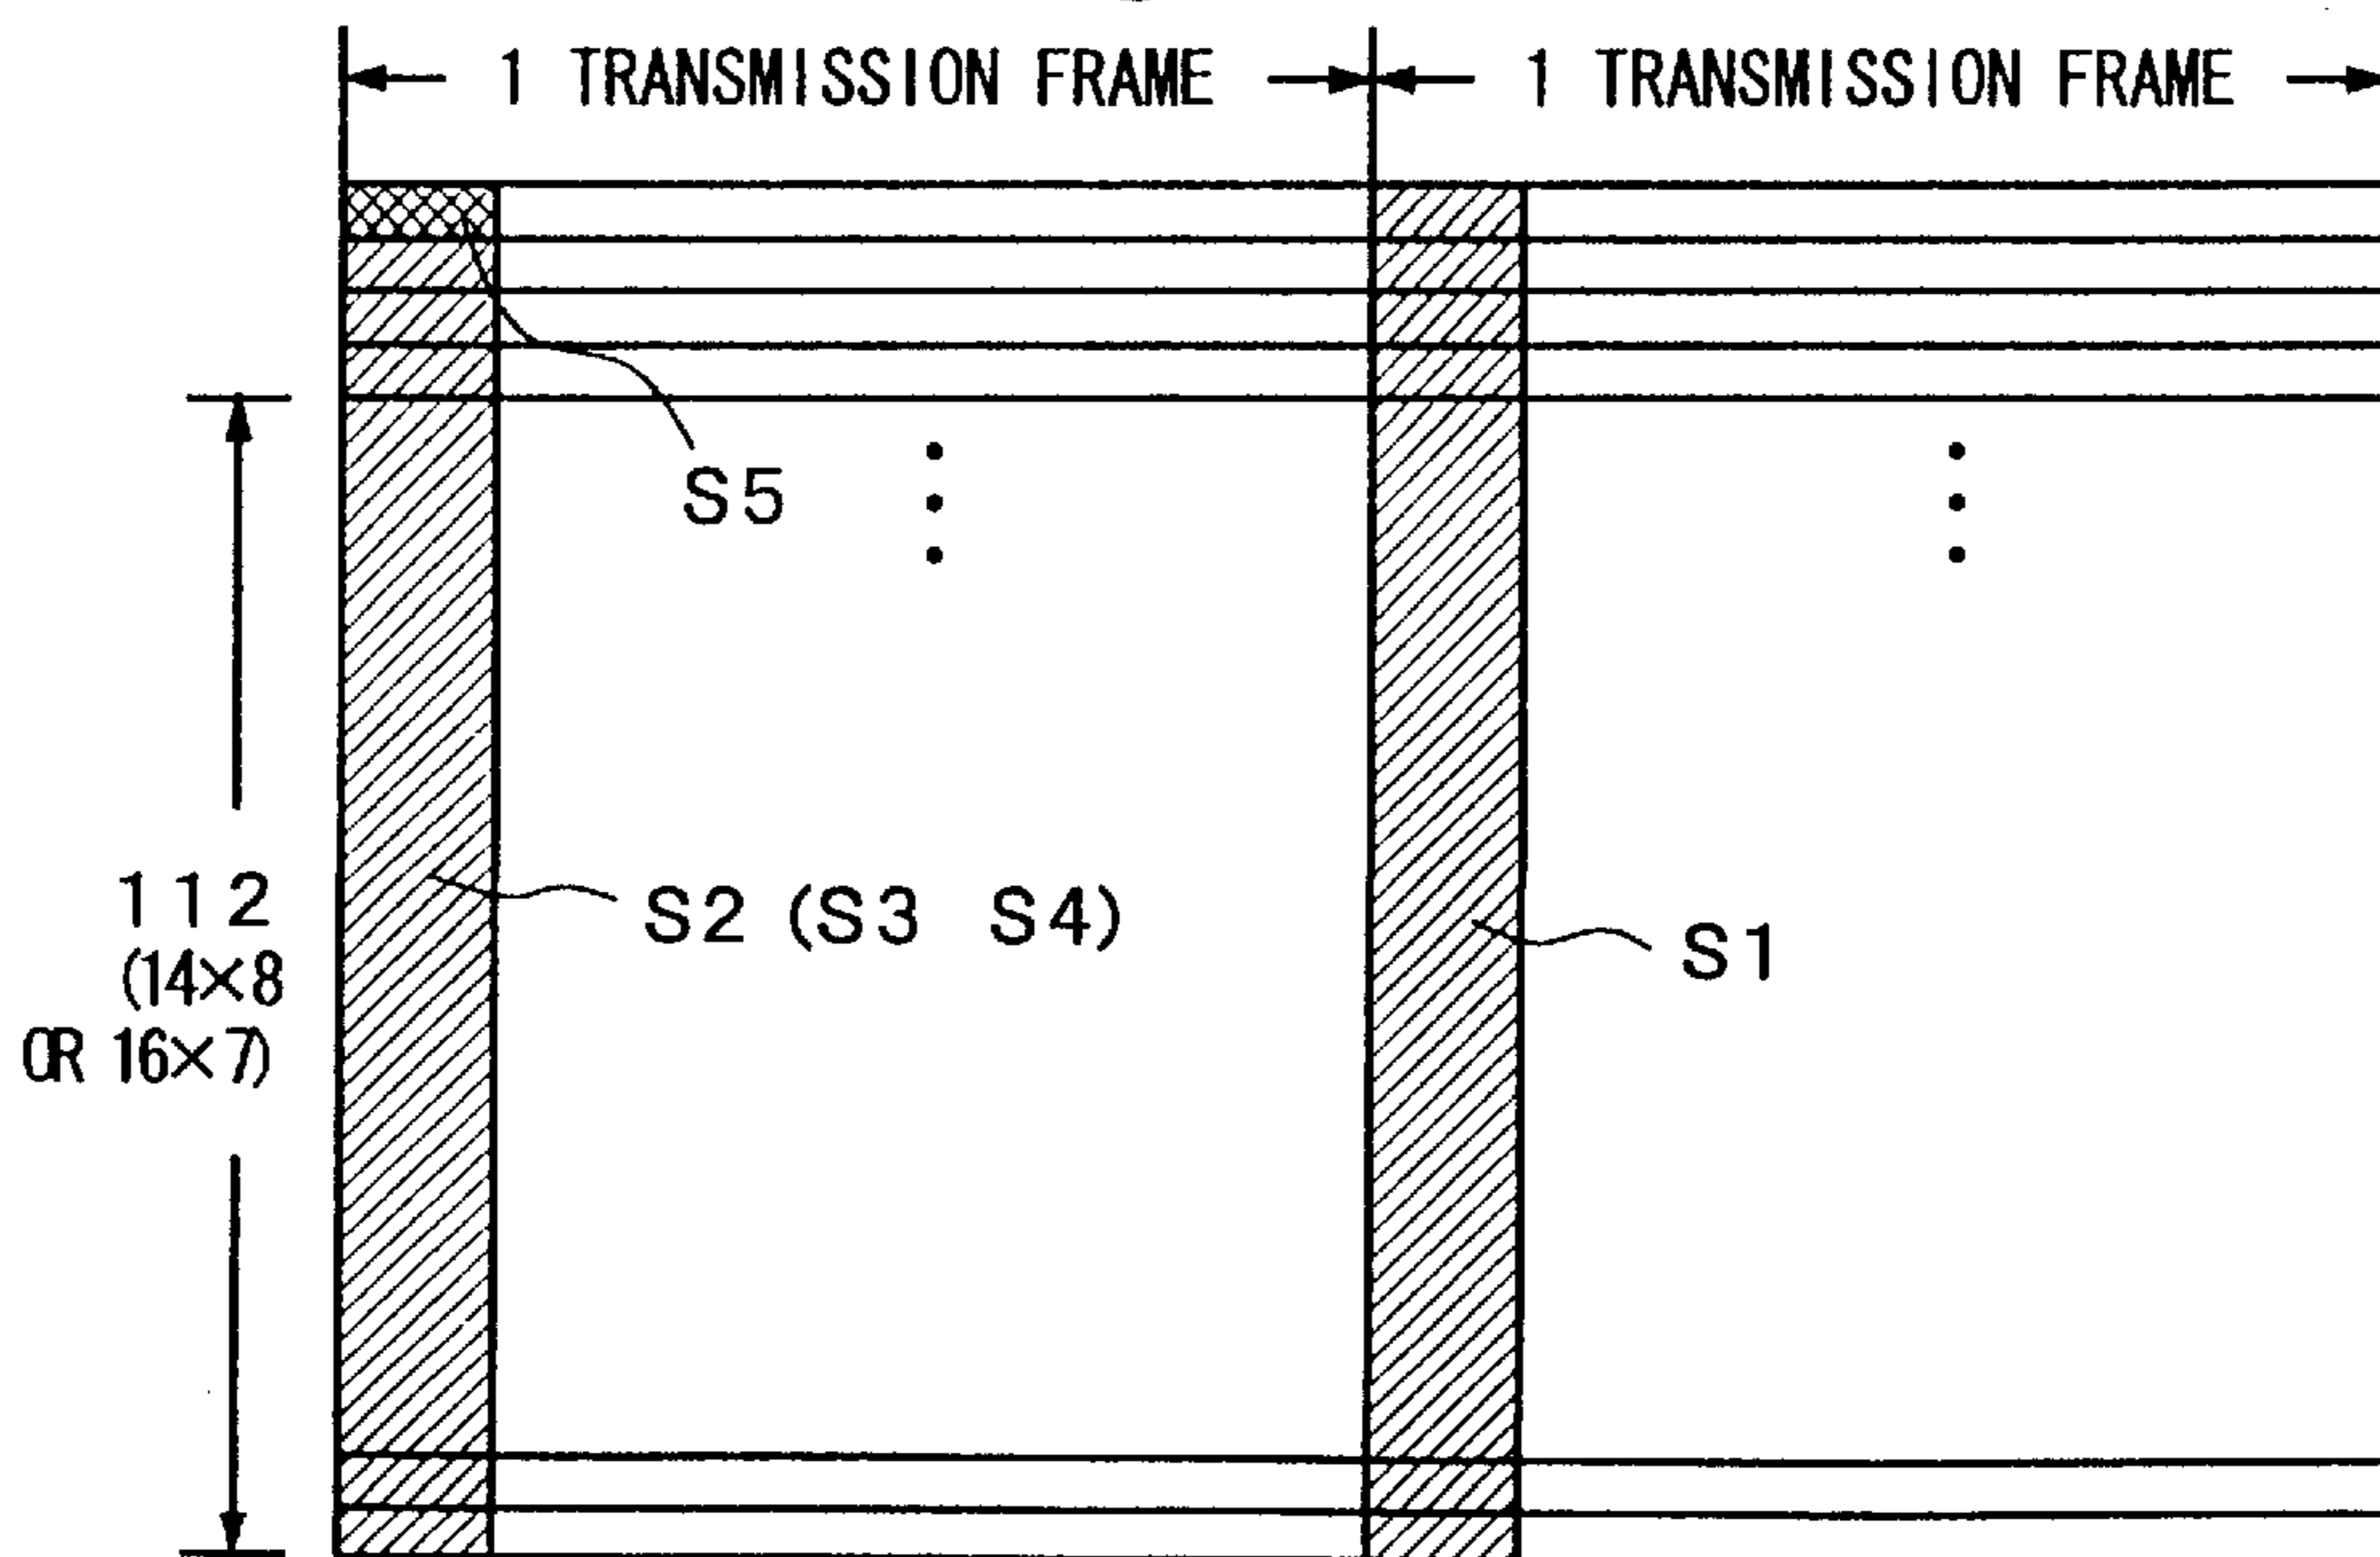 1 TRANSMISSION FRAME
1 TRANSMISSION FRAME
S5
112
(14×8
OR 16×7)
S2 (S3 S4)
S1